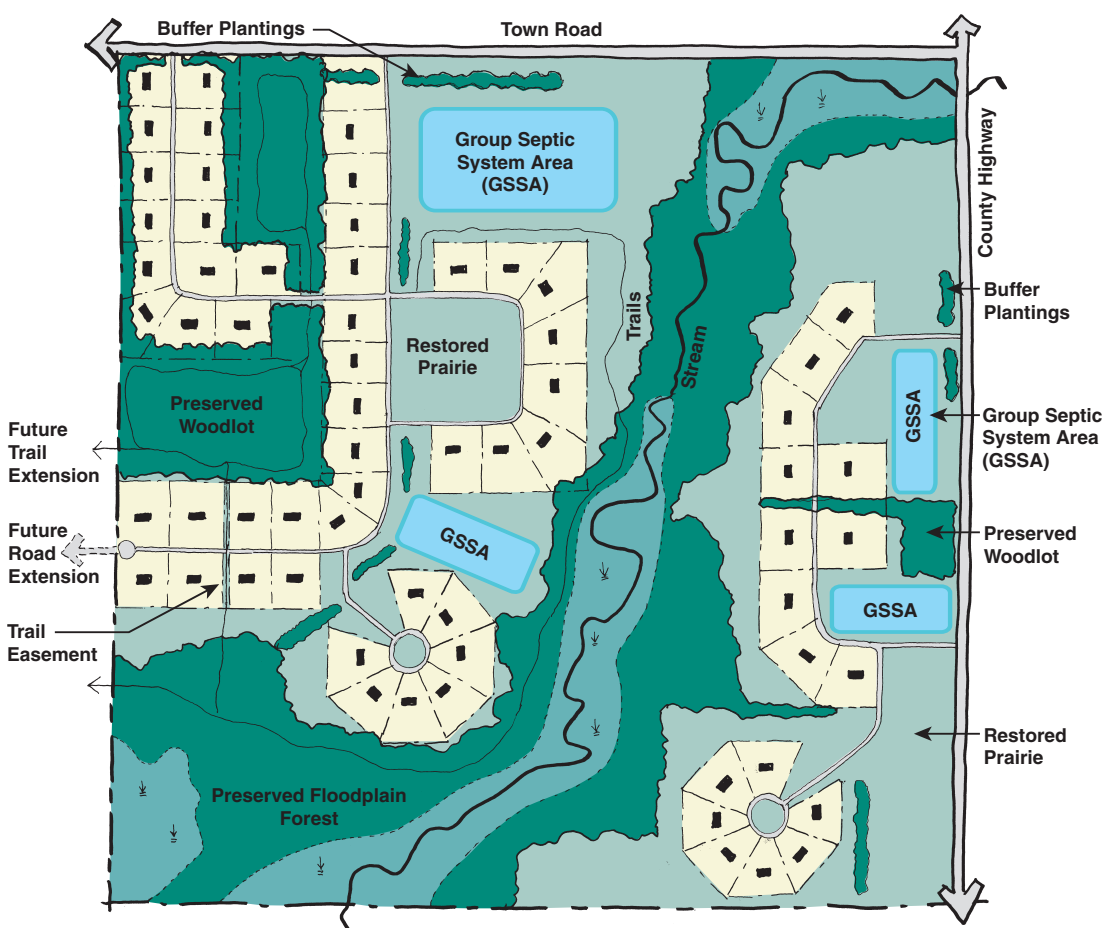 Buffer Plantings
Town Road
Group Septic
System Area
(GSSA)
County Highway
Buffer
Plantings
Trails
Stream
Restored
Prairie
Preserved
Woodlot
Future
Trail
Extension
GSSA
Group Septic
System Area
(GSSA)
Future
Road
Extension
GSSA
Preserved
Woodlot
GSSA
Trail
Easement
Restored
Prairie
Preserved Floodplain
Forest